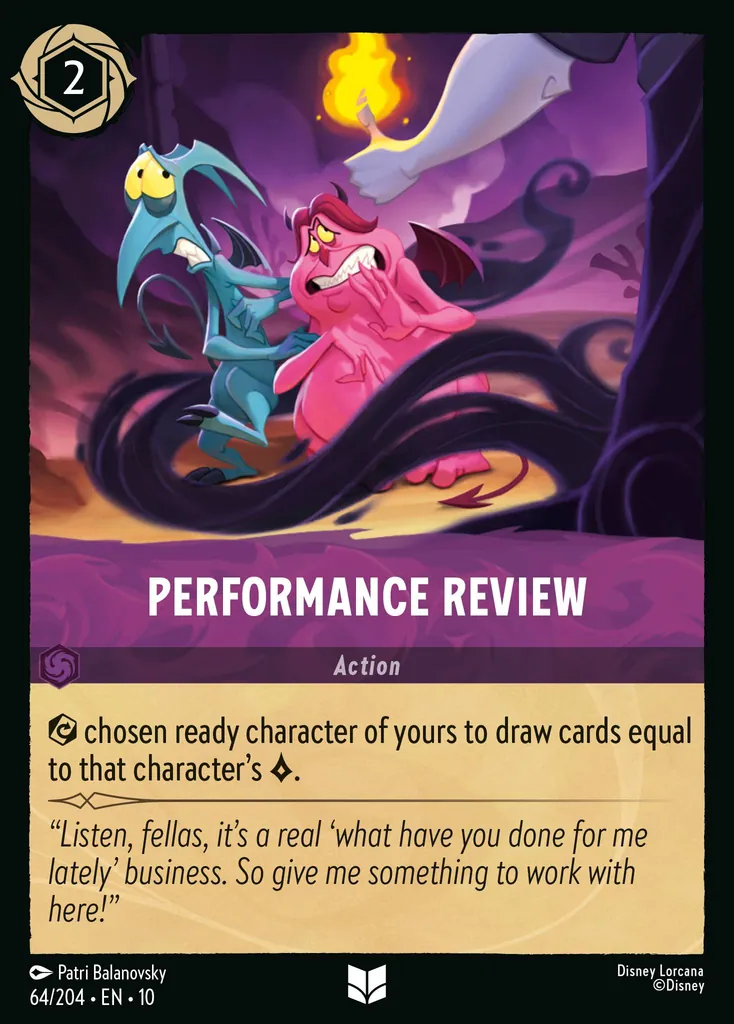 2
PERFORMANCE REVIEW
Action
chosen ready character of yours to draw cards equal
to that character’s .
“Listen, fellas, it’s a real ‘what have you done for me
lately’ business. So give me something to work with
here!”
Patri Balanovsky
64/204 • EN • 10
Disney Lorcana
©Disney